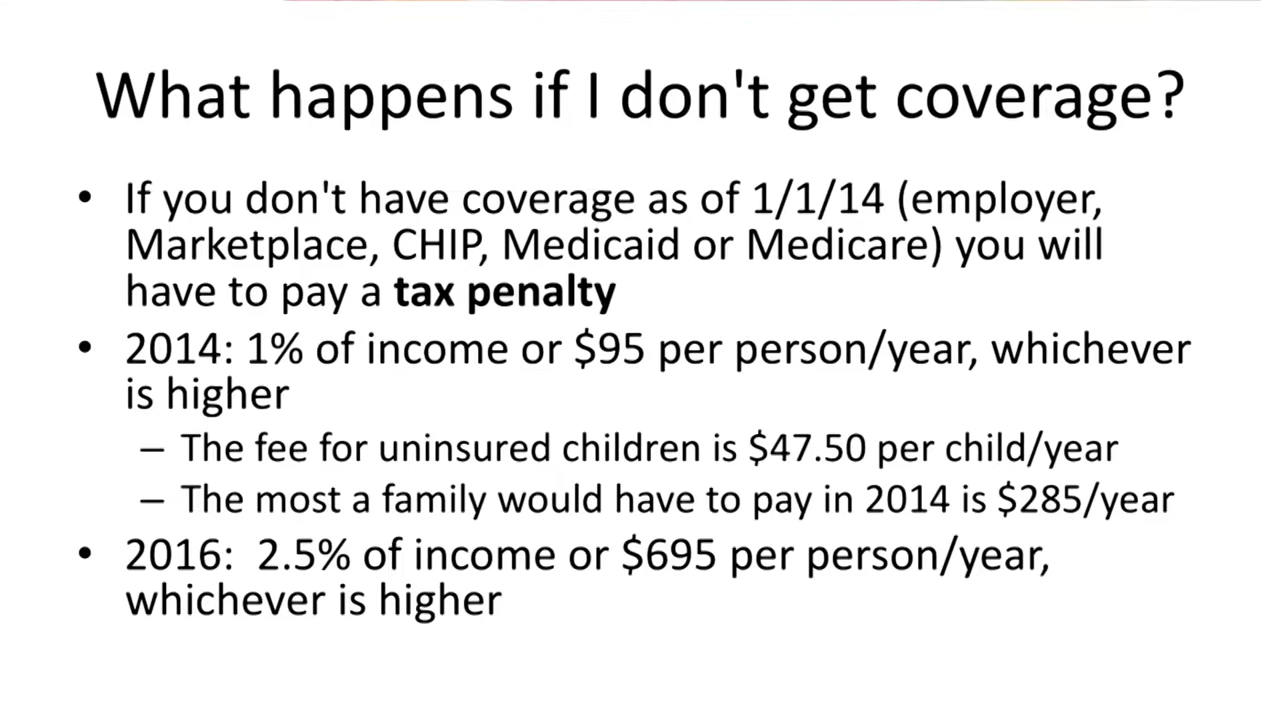 What happens if I don't get coverage?
• If you don't have coverage as of 1/1/14 (employer,
Marketplace, CHIP, Medicaid or Medicare) you will
have to pay a tax penalty
• 2014: 1% of income or $95 per person/year, whichever
is higher
– The fee for uninsured children is $47.50 per child/year
– The most a family would have to pay in 2014 is $285/year
• 2016:  2.5% of income or $695 per person/year,
whichever is higher